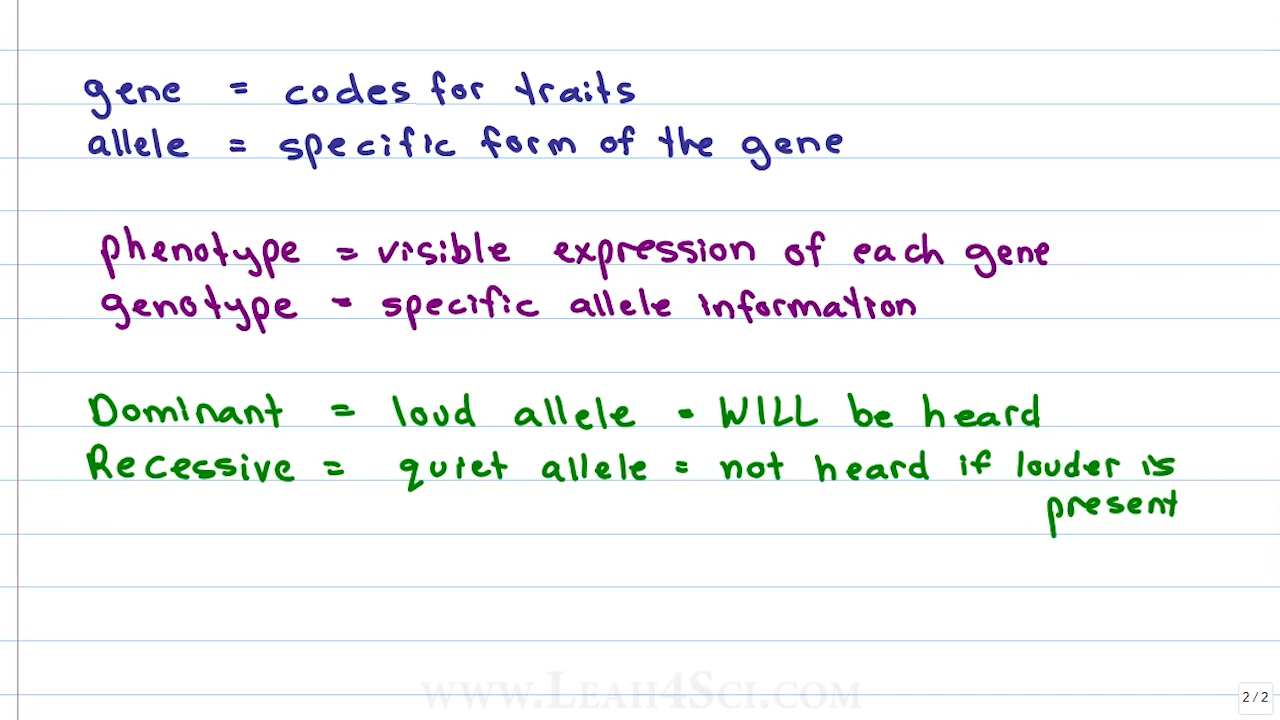 gene = codes for traits
allele = specific form of the gene
phenotype = visible expression of each gene
genotype = specific allele information
Dominant = loud allele = WILL be heard
Recessive = quiet allele = not heard if louder is
present
www.Leah4Sci.com
2 / 2